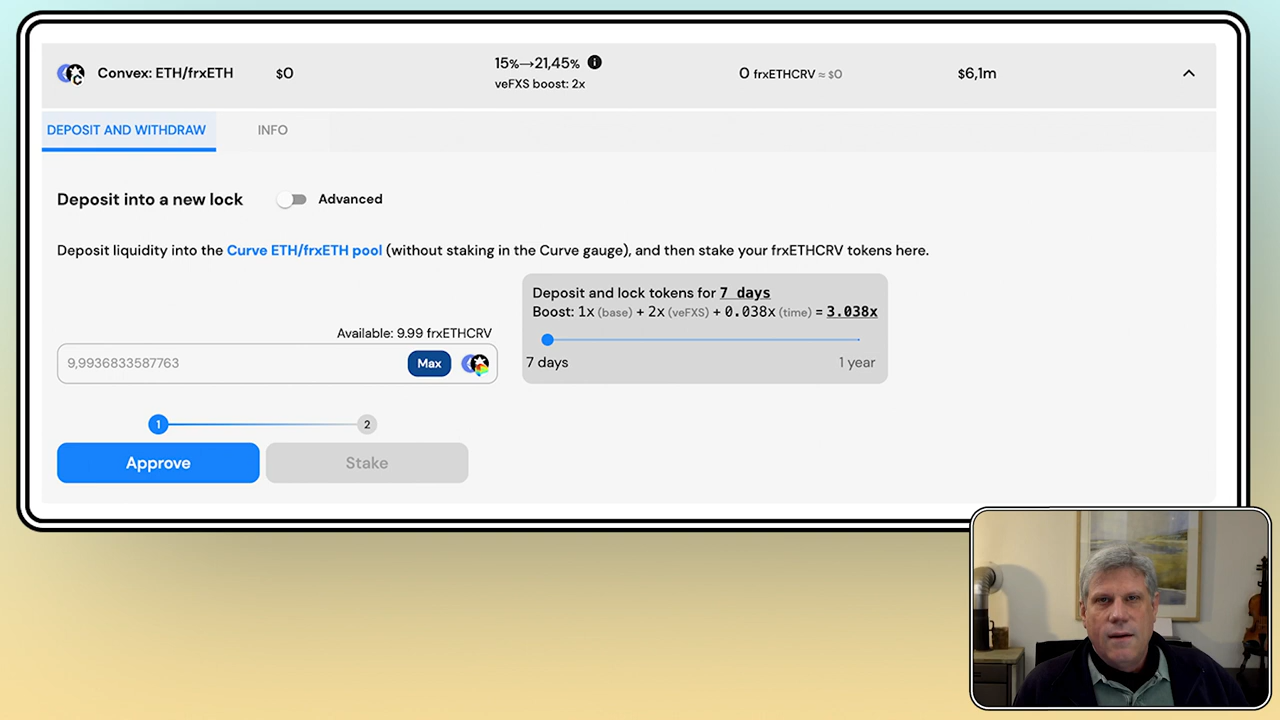 Convex: ETH/frxETH $0 15%→21,45% 0 frxETHCRV ≈ $0 $6,1m
veFXS boost: 2x
DEPOSIT AND WITHDRAW INFO
Deposit into a new lock Advanced
Deposit liquidity into the Curve ETH/frxETH pool (without staking in the Curve gauge), and then stake your frxETHCRV tokens here.
Deposit and lock tokens for 7 days
Boost: 1x (base) + 2x (veFXS) + 0.038x (time) = 3.038x
7 days 1 year
Available: 9.99 frxETHCRV
9,9936833587763 Max
1 2
Approve Stake